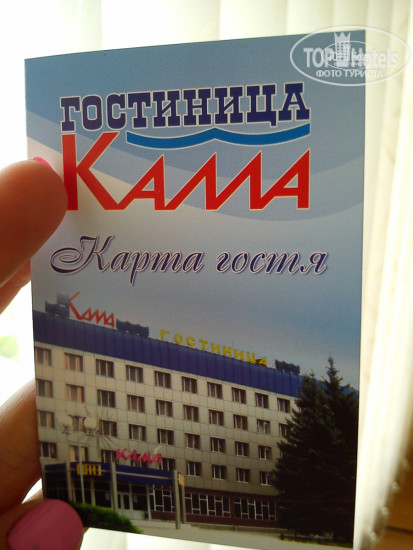 TOP Hotels
ФОТО ТУРИСТА
ГОСТИНИЦА
КАМА
Карта гостя
Кама ГОСТИНИЦА
КАМА